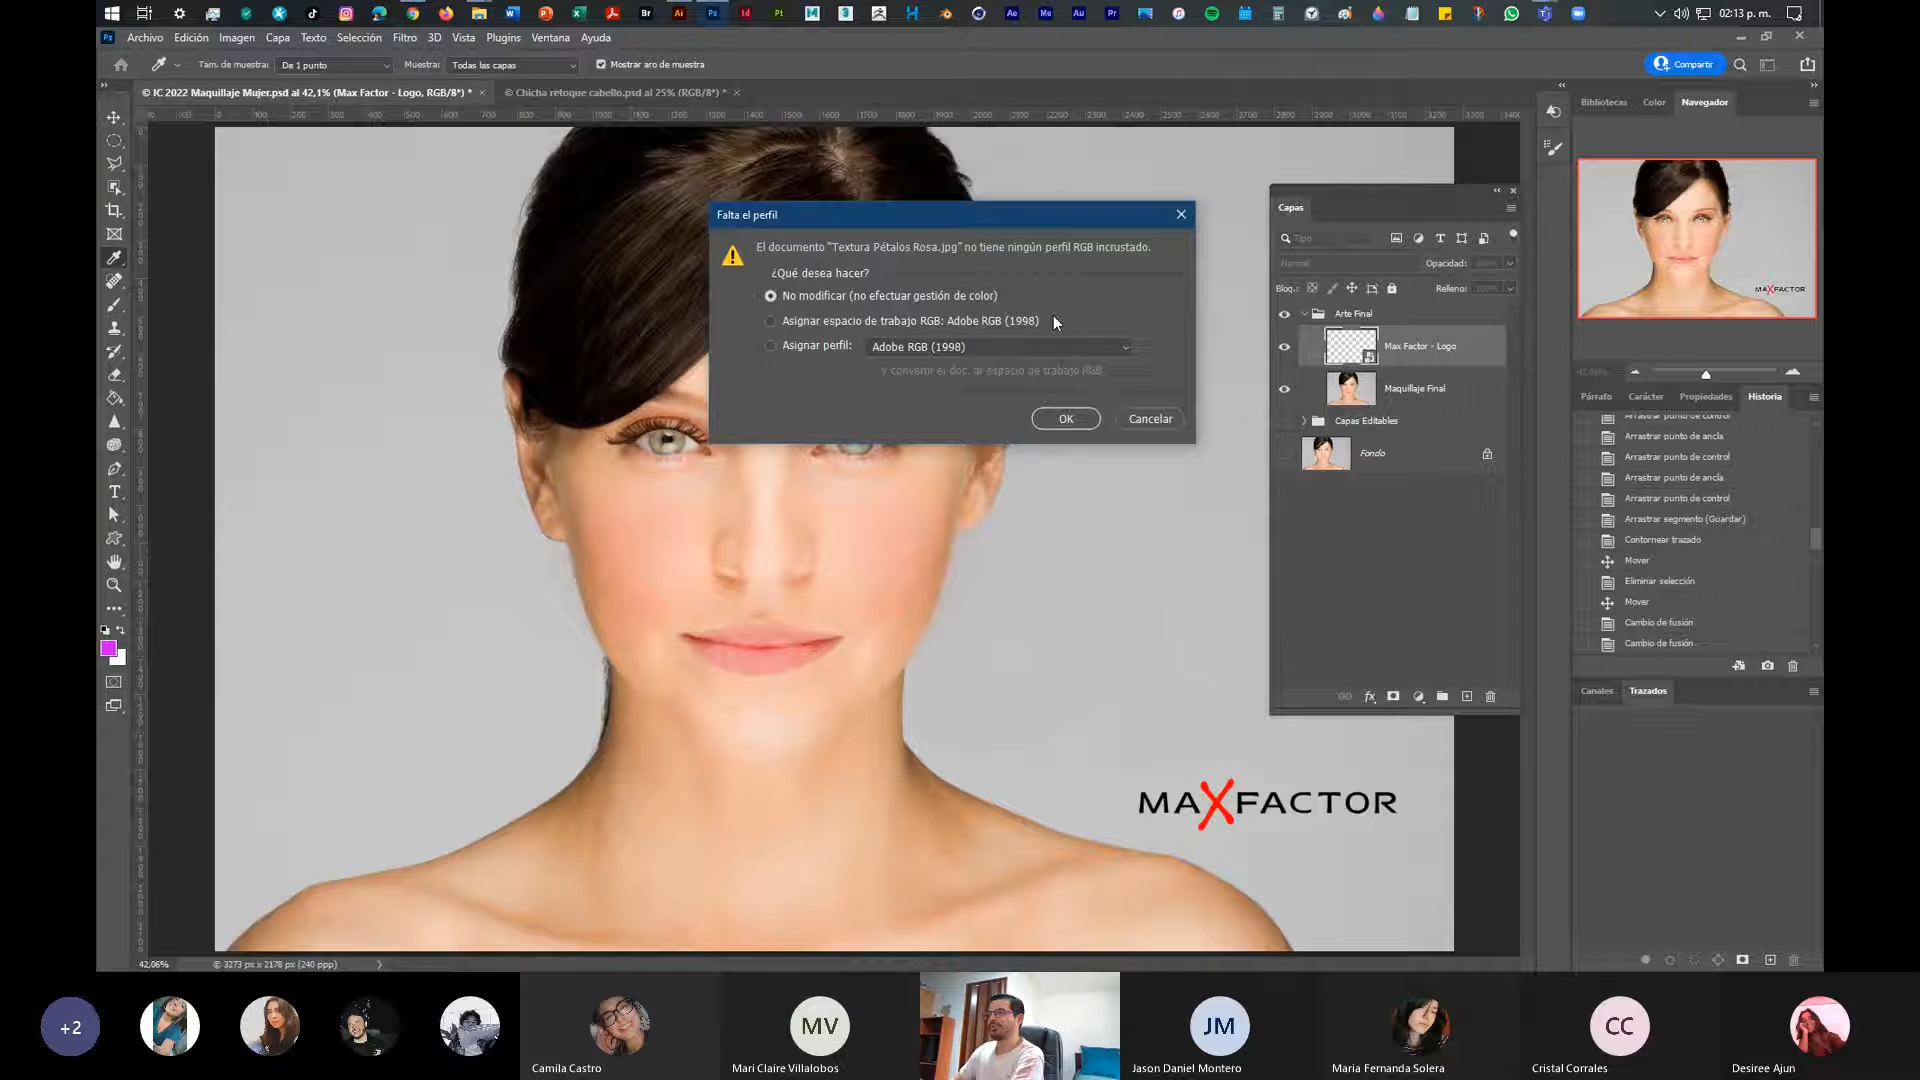 02:13 p. m.
Archivo Edición Imagen Capa Texto Selección Filtro 3D Vista Plugins Ventana Ayuda
Tam. de muestra: De 1 punto Muestra: Todas las capas Mostrar aro de muestra
Compartir
© IC 2022 Maquillaje Mujer.psd al 42,1% (Max Factor - Logo, RGB/8*) *
© Chicha retoque cabello.psd al 25% (RGB/8*) *
Bibliotecas Color Navegador
Falta el perfil
El documento "Textura Pétalos Rosa.jpg" no tiene ningún perfil RGB incrustado.
¿Qué desea hacer?
No modificar (no efectuar gestión de color)
Asignar espacio de trabajo RGB: Adobe RGB (1998)
Asignar perfil: Adobe RGB (1998)
y convertir el doc. al espacio de trabajo RGB
OK
Cancelar
Capas
Tipo
Normal
Opacidad:
Bloq.:
Relleno:
Arte Final
Max Factor - Logo
Maquillaje Final
Capas Editables
Fondo
Párrafo Carácter Propiedades Historia
Arrastrar punto de control
Arrastrar punto de ancla
Arrastrar punto de control
Arrastrar punto de ancla
Arrastrar punto de control
Arrastrar segmento (Guardar)
Contornear trazado
Mover
Eliminar selección
Mover
Cambio de fusión
Cambio de fusión
Canales Trazados
MAXFACTOR
MAXFACTOR
42,06%
© 3273 px x 2178 px (240 ppp)
+2
MV
JM
CC
Camila Castro
Mari Claire Villalobos
Jason Daniel Montero
Maria Fernanda Solera
Cristal Corrales
Desiree Ajun